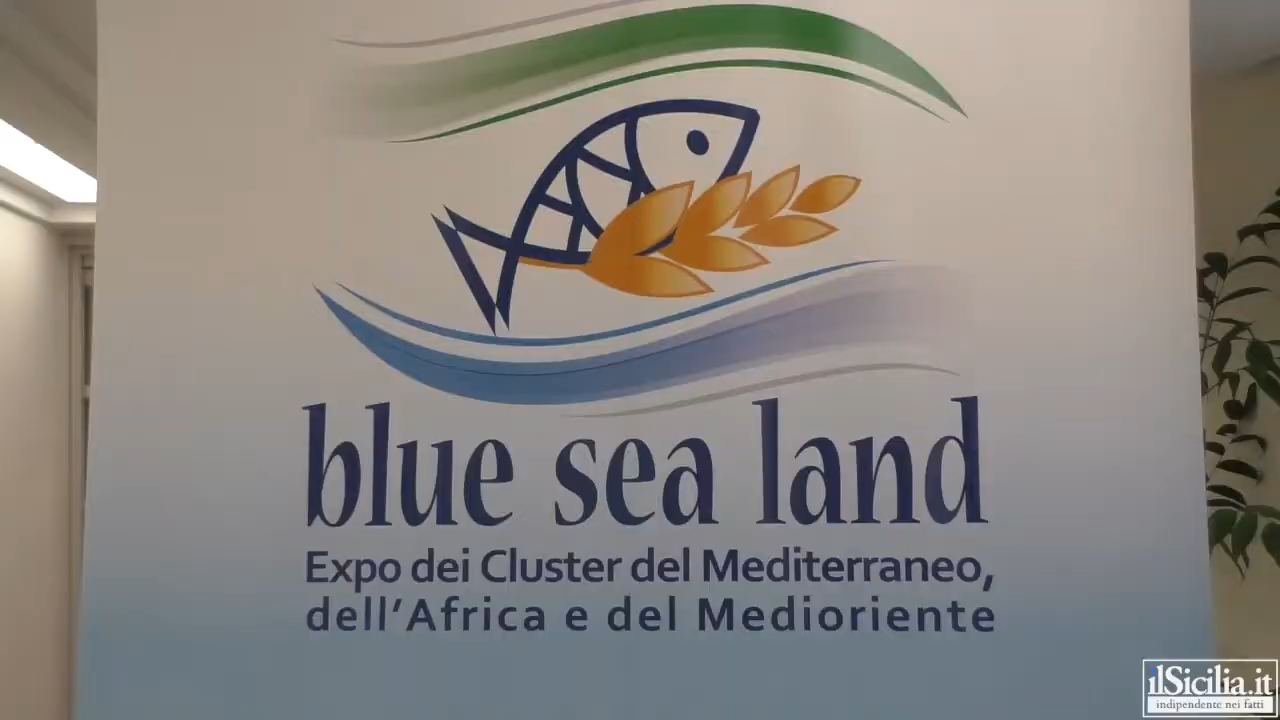 blue sea land
Expo dei Cluster del Mediterraneo,
dell'Africa e del Medioriente
ilSicilia.it
indipendente nei fatti